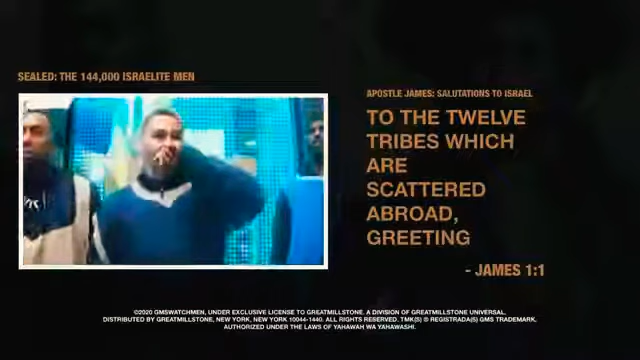 SEALED: THE 144,000 ISRAELITE MEN
APOSTLE JAMES: SALUTATIONS TO ISRAEL
TO THE TWELVE
TRIBES WHICH
ARE
SCATTERED
ABROAD,
GREETING
- JAMES 1:1
©2020 GMSWATCHMEN, UNDER EXCLUSIVE LICENSE TO GREATMILLSTONE. A DIVISION OF GREATMILLSTONE UNIVERSAL,
DISTRIBUTED BY GREATMILLSTONE, NEW YORK, NEW YORK 10044-1440. ALL RIGHTS RESERVED. TMK(S) ® REGISTRADA(S) GMS TRADEMARK.
AUTHORIZED UNDER THE LAWS OF YAHAWAH WA YAHAWASHI.